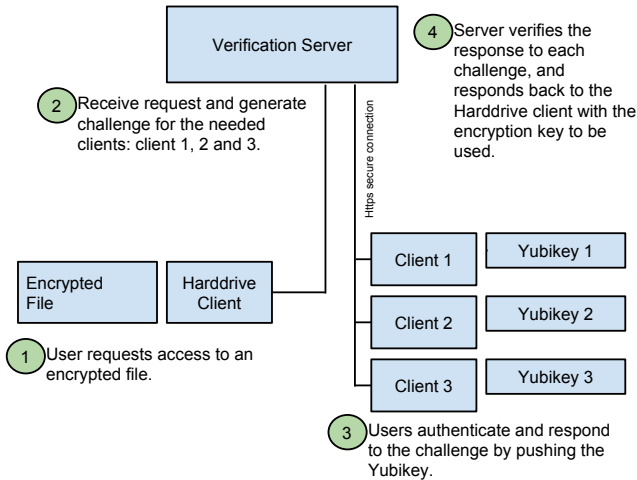 Verification Server
4
Server verifies the
response to each
challenge, and
responds back to the
Harddrive client with the
encryption key to be
used.
2
Receive request and generate
challenge for the needed
clients: client 1, 2 and 3.
Https secure connection
Encrypted
File
Harddrive
Client
Client 1
Yubikey 1
Client 2
Yubikey 2
Client 3
Yubikey 3
1
User requests access to an
encrypted file.
3
Users authenticate and respond
to the challenge by pushing the
Yubikey.